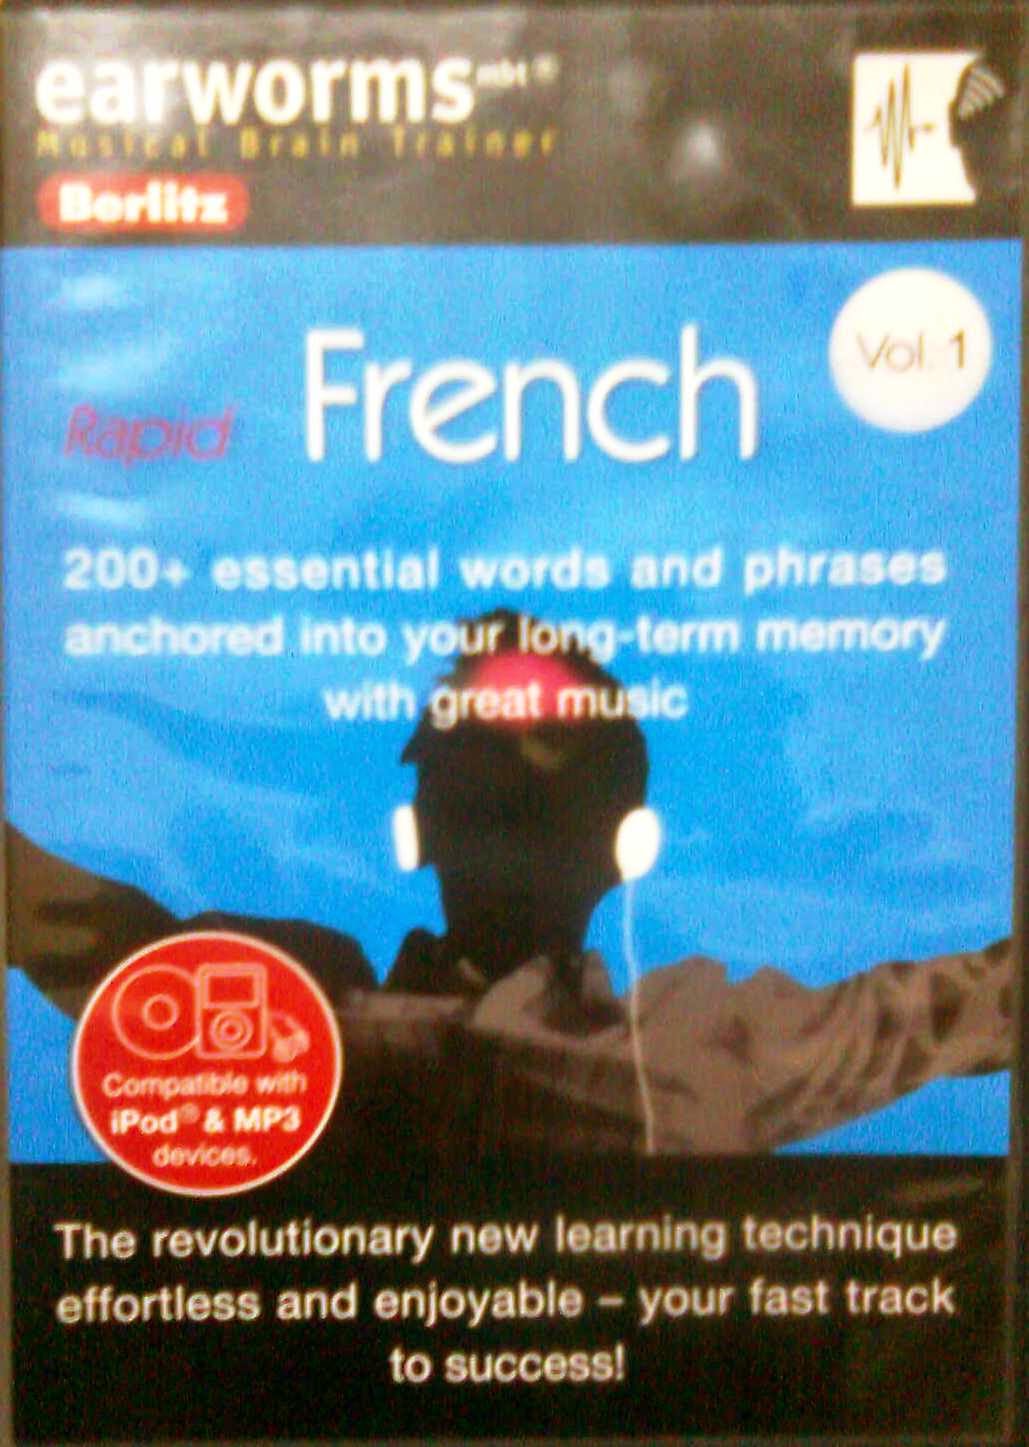 earworms mbt ®
Musical Brain Trainer
Berlitz
Vol. 1
Rapid French
200+ essential words and phrases
anchored into your long-term memory
with great music
Compatible with
iPod® & MP3
devices.
The revolutionary new learning technique
effortless and enjoyable – your fast track
to success!